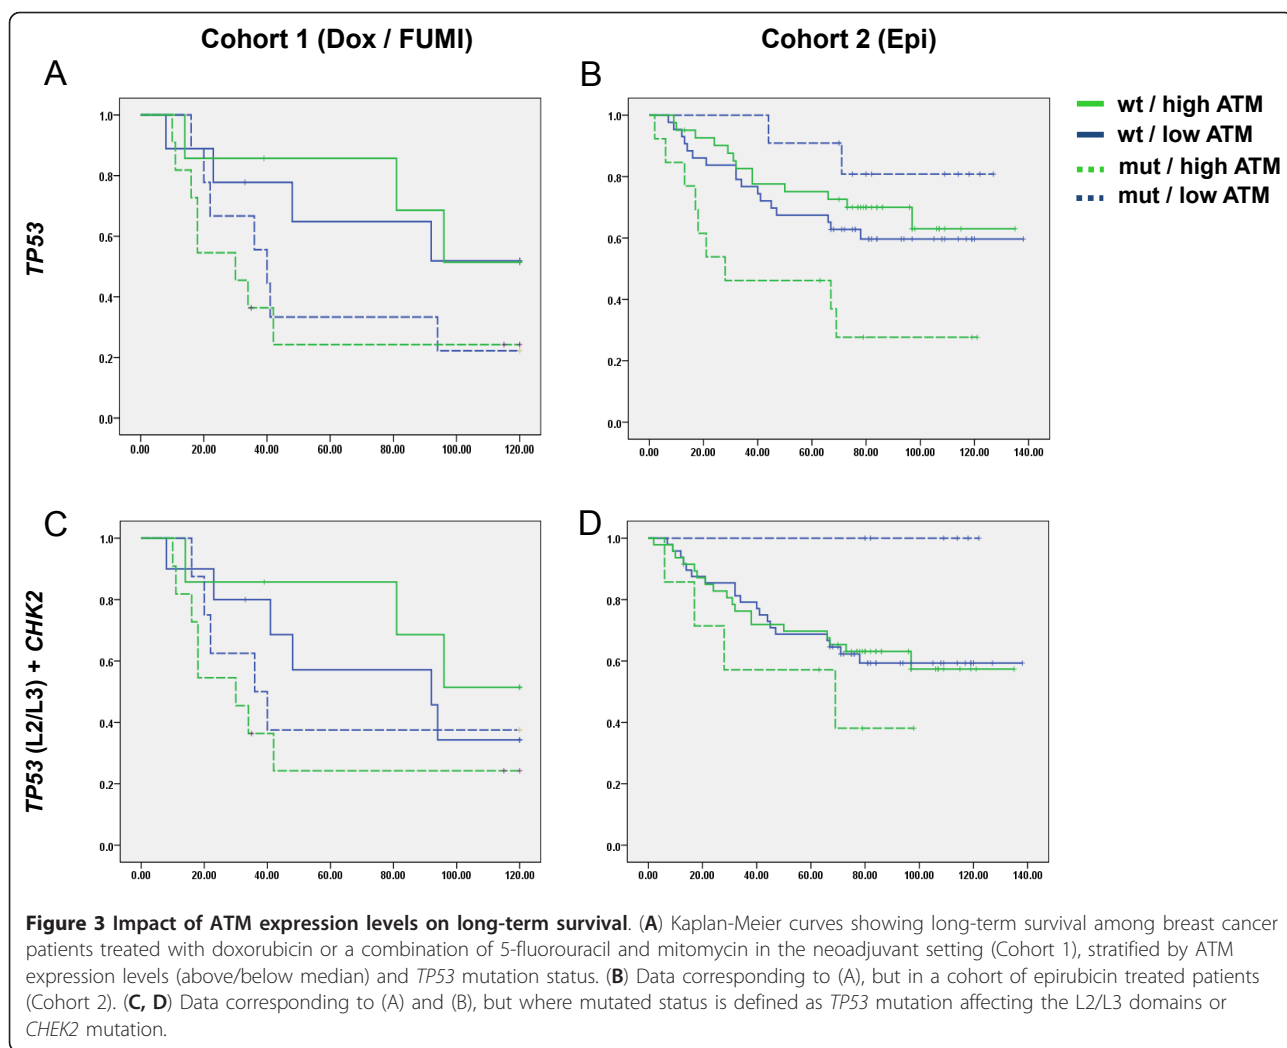 Cohort 1 (Dox / FUMI)
Cohort 2 (Epi)
A
B
wt / high ATM
wt / low ATM
mut / high ATM
mut / low ATM
TP53
1.0
0.8
0.6
0.4
0.2
0.0
0.00 20.00 40.00 60.00 80.00 100.00 120.00
1.0
0.8
0.6
0.4
0.2
0.0
0.00 20.00 40.00 60.00 80.00 100.00 120.00 140.00
C
D
TP53 (L2/L3) + CHK2
1.0
0.8
0.6
0.4
0.2
0.0
0.00 20.00 40.00 60.00 80.00 100.00 120.00
1.0
0.8
0.6
0.4
0.2
0.0
0.00 20.00 40.00 60.00 80.00 100.00 120.00 140.00
Figure 3 Impact of ATM expression levels on long-term survival. (A) Kaplan-Meier curves showing long-term survival among breast cancer
patients treated with doxorubicin or a combination of 5-fluorouracil and mitomycin in the neoadjuvant setting (Cohort 1), stratified by ATM
expression levels (above/below median) and TP53 mutation status. (B) Data corresponding to (A), but in a cohort of epirubicin treated patients
(Cohort 2). (C, D) Data corresponding to (A) and (B), but where mutated status is defined as TP53 mutation affecting the L2/L3 domains or
CHEK2 mutation.